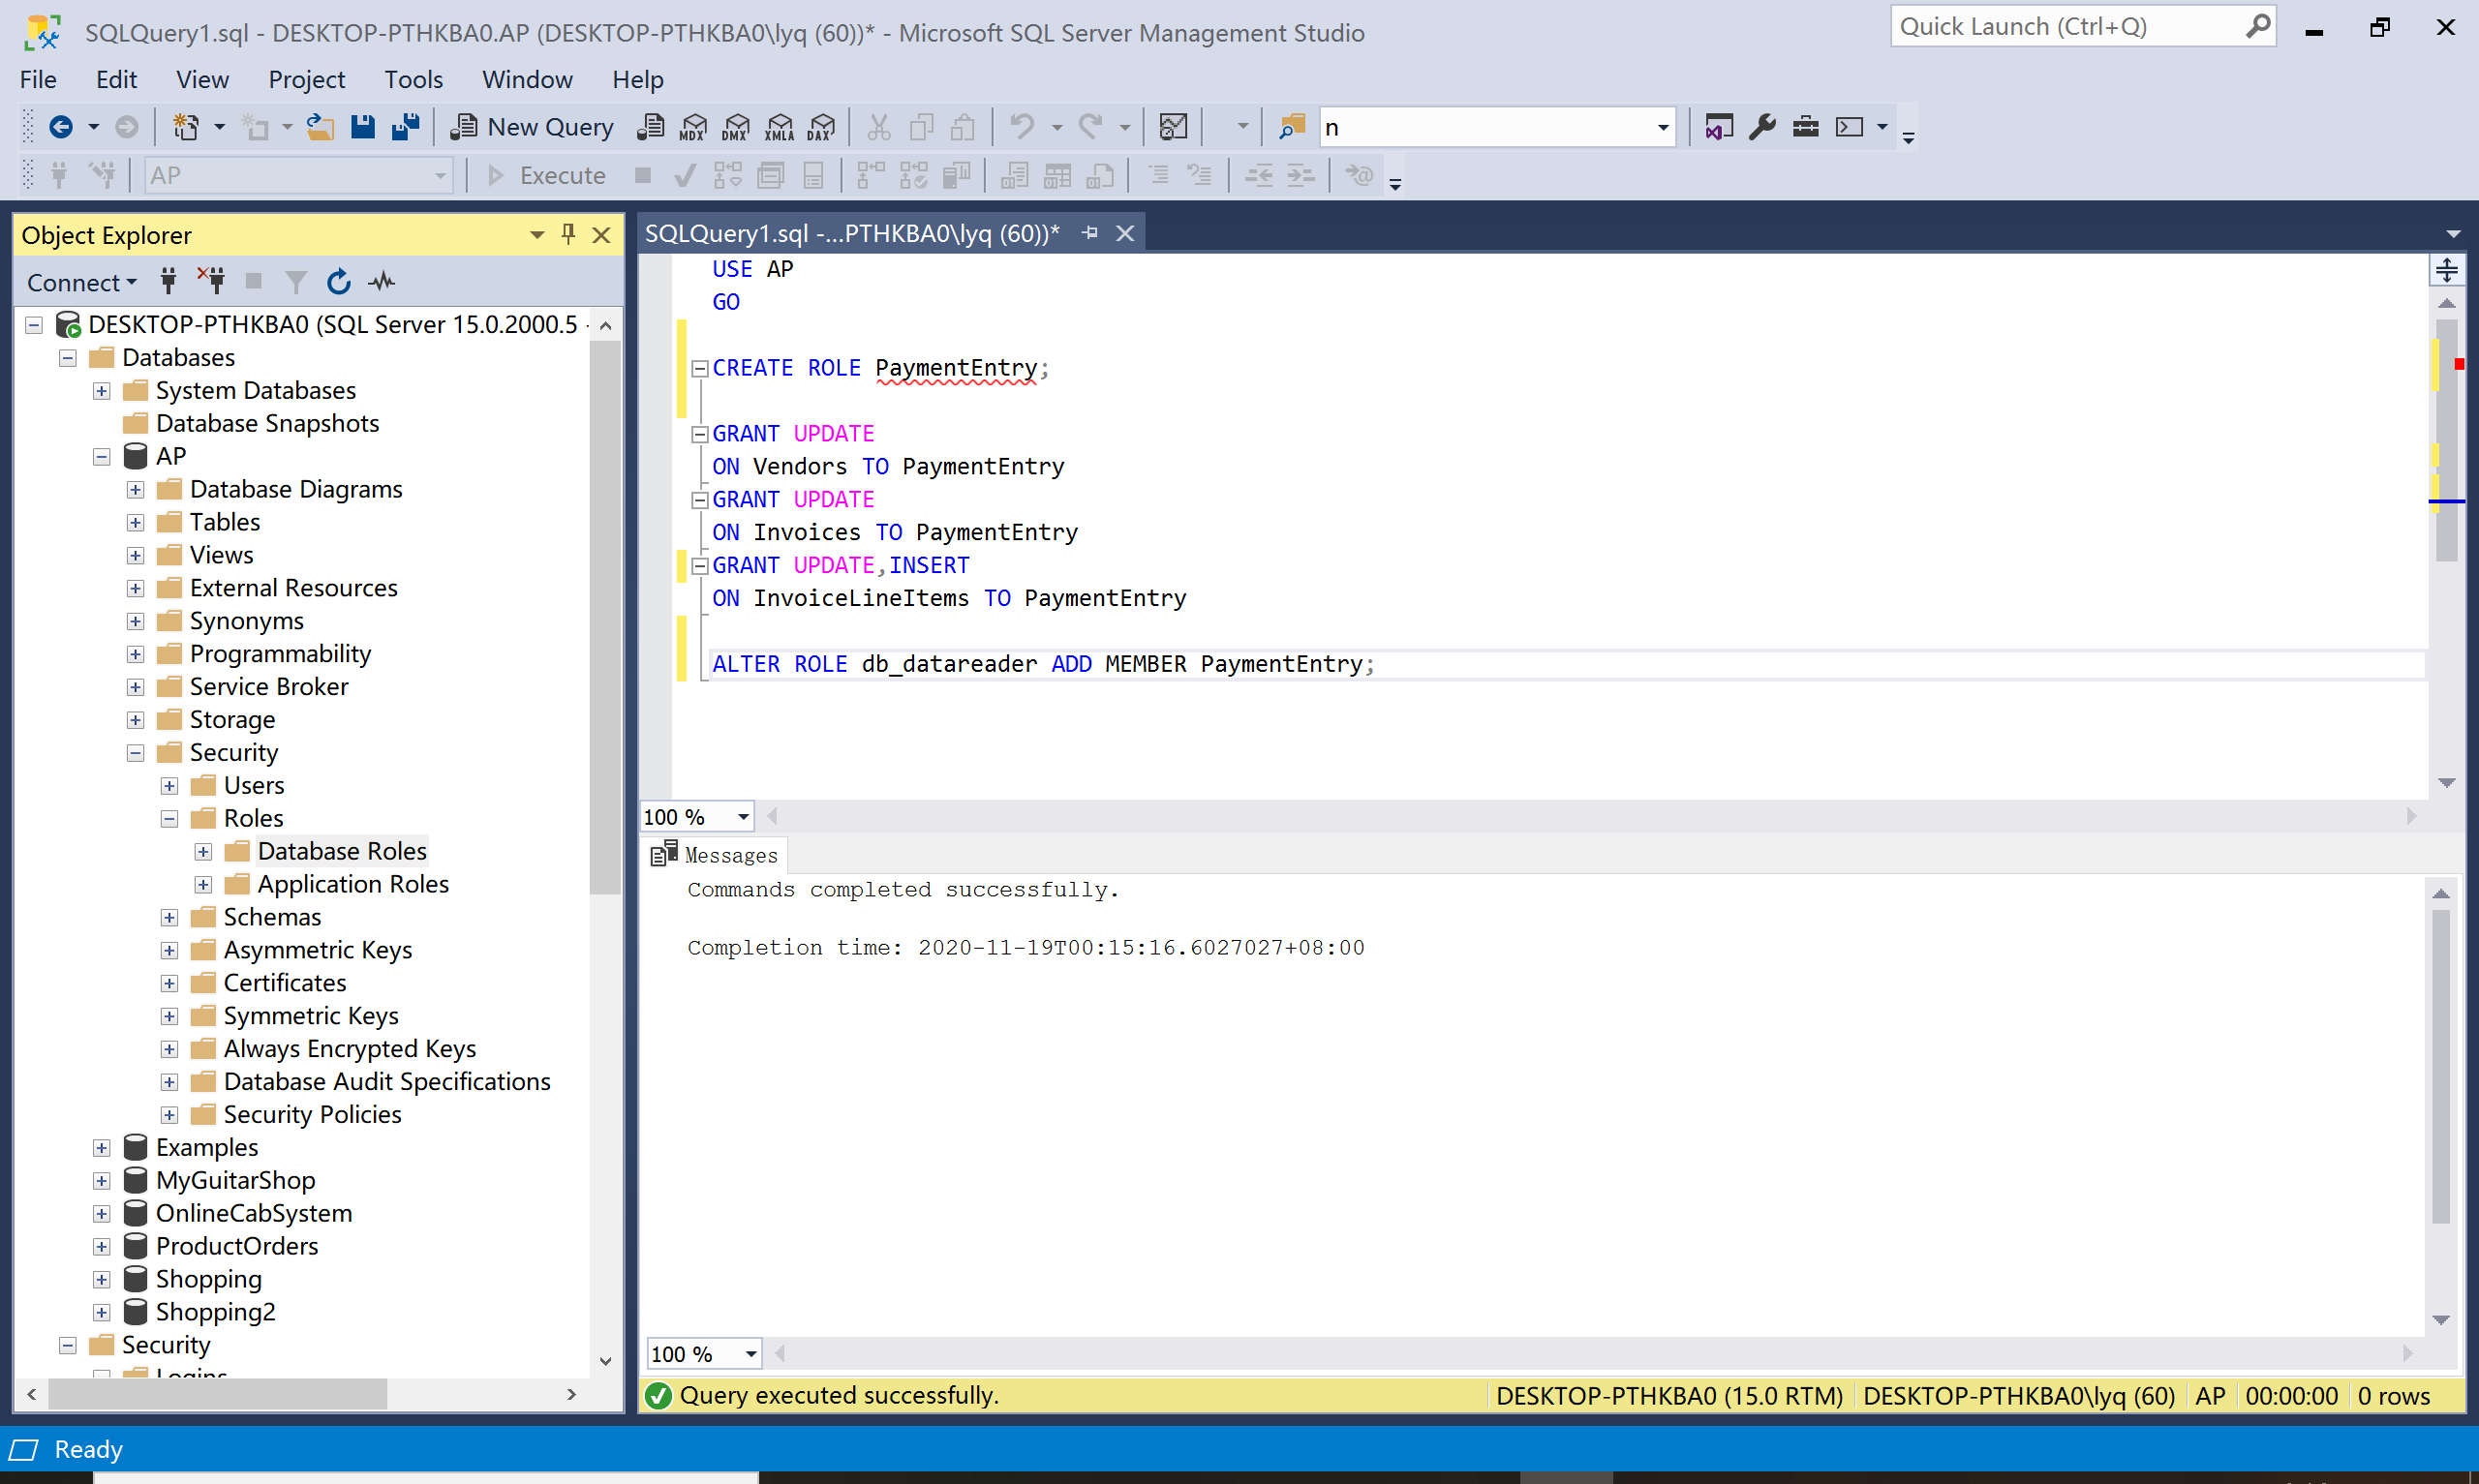 SQLQuery1.sql - DESKTOP-PTHKBA0.AP (DESKTOP-PTHKBA0\lyq (60))* - Microsoft SQL Server Management Studio
Quick Launch (Ctrl+Q)
File Edit View Project Tools Window Help
New Query MDX DMX XMLA DAX n
AP Execute
Object Explorer
Connect
DESKTOP-PTHKBA0 (SQL Server 15.0.2000.5 -
Databases
System Databases
Database Snapshots
AP
Database Diagrams
Tables
Views
External Resources
Synonyms
Programmability
Service Broker
Storage
Security
Users
Roles
Database Roles
Application Roles
Schemas
Asymmetric Keys
Certificates
Symmetric Keys
Always Encrypted Keys
Database Audit Specifications
Security Policies
Examples
MyGuitarShop
OnlineCabSystem
ProductOrders
Shopping
Shopping2
Security
Logins
SQLQuery1.sql -...PTHKBA0\lyq (60))*
USE AP
GO
CREATE ROLE PaymentEntry;
GRANT UPDATE
ON Vendors TO PaymentEntry
GRANT UPDATE
ON Invoices TO PaymentEntry
GRANT UPDATE,INSERT
ON InvoiceLineItems TO PaymentEntry
ALTER ROLE db_datareader ADD MEMBER PaymentEntry;
100 %
Messages
Commands completed successfully.
Completion time: 2020-11-19T00:15:16.6027027+08:00
100 %
Query executed successfully. DESKTOP-PTHKBA0 (15.0 RTM) DESKTOP-PTHKBA0\lyq (60) AP 00:00:00 0 rows
Ready